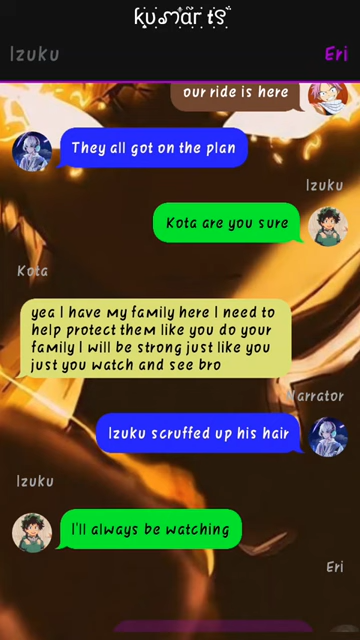 kumar ts
Izuku
Eri
our ride is here
They all got on the plan
Izuku
Kota are you sure
Kota
yea I have my family here I need to
help protect them like you do your
family I will be strong just like you
just you watch and see bro
Narrator
Izuku scruffed up his hair
Izuku
I'll always be watching
Eri